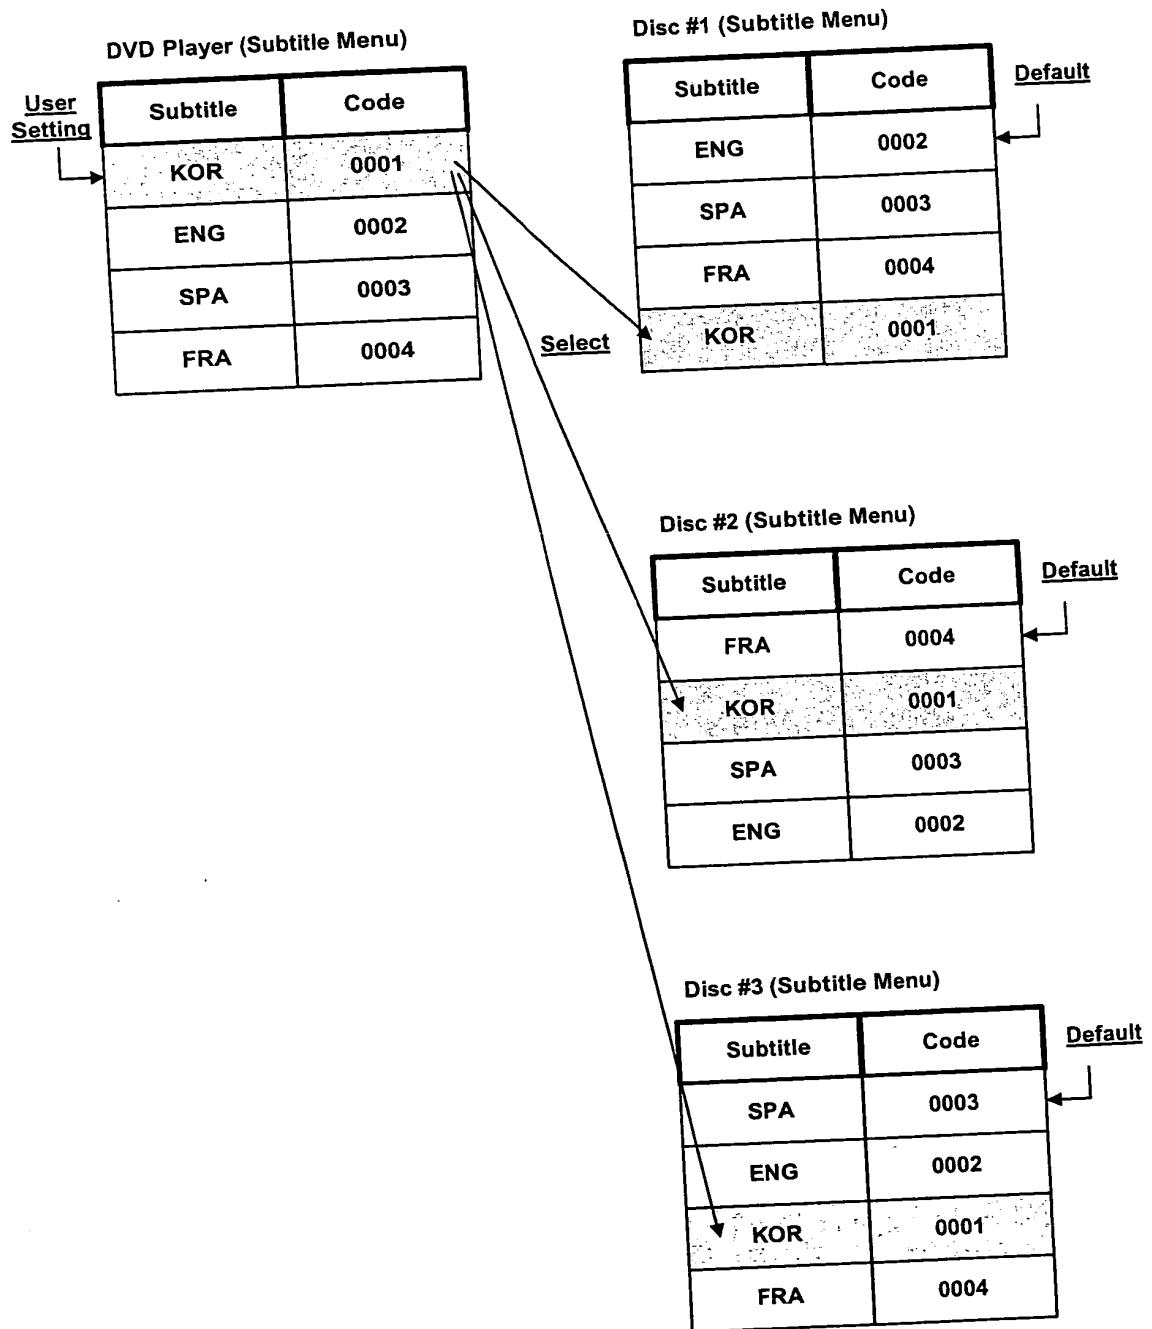 DVD Player (Subtitle Menu)
User Setting
Subtitle Code
KOR 0001
ENG 0002
SPA 0003
FRA 0004
Select
Disc #1 (Subtitle Menu)
Default
Subtitle Code
ENG 0002
SPA 0003
FRA 0004
KOR 0001
Disc #2 (Subtitle Menu)
Default
Subtitle Code
FRA 0004
KOR 0001
SPA 0003
ENG 0002
Disc #3 (Subtitle Menu)
Default
Subtitle Code
SPA 0003
ENG 0002
KOR 0001
FRA 0004